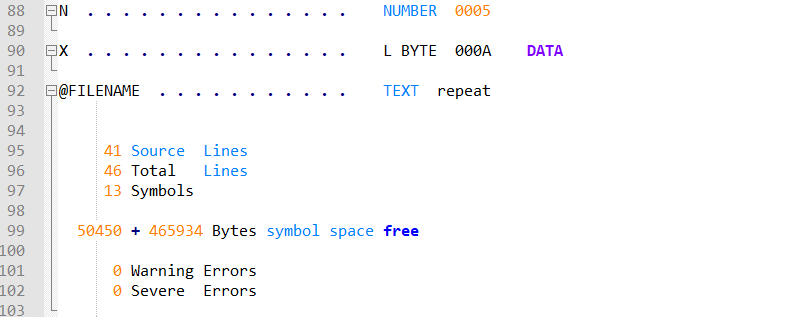 88 N . . . . . . . . . . . . . . . NUMBER 0005
89
90 X . . . . . . . . . . . . . . . L BYTE 000A DATA
91
92 @FILENAME . . . . . . . . . . . TEXT repeat
93
94
95 41 Source Lines
96 46 Total Lines
97 13 Symbols
98
99 50450 + 465934 Bytes symbol space free
100
101 0 Warning Errors
102 0 Severe Errors
103